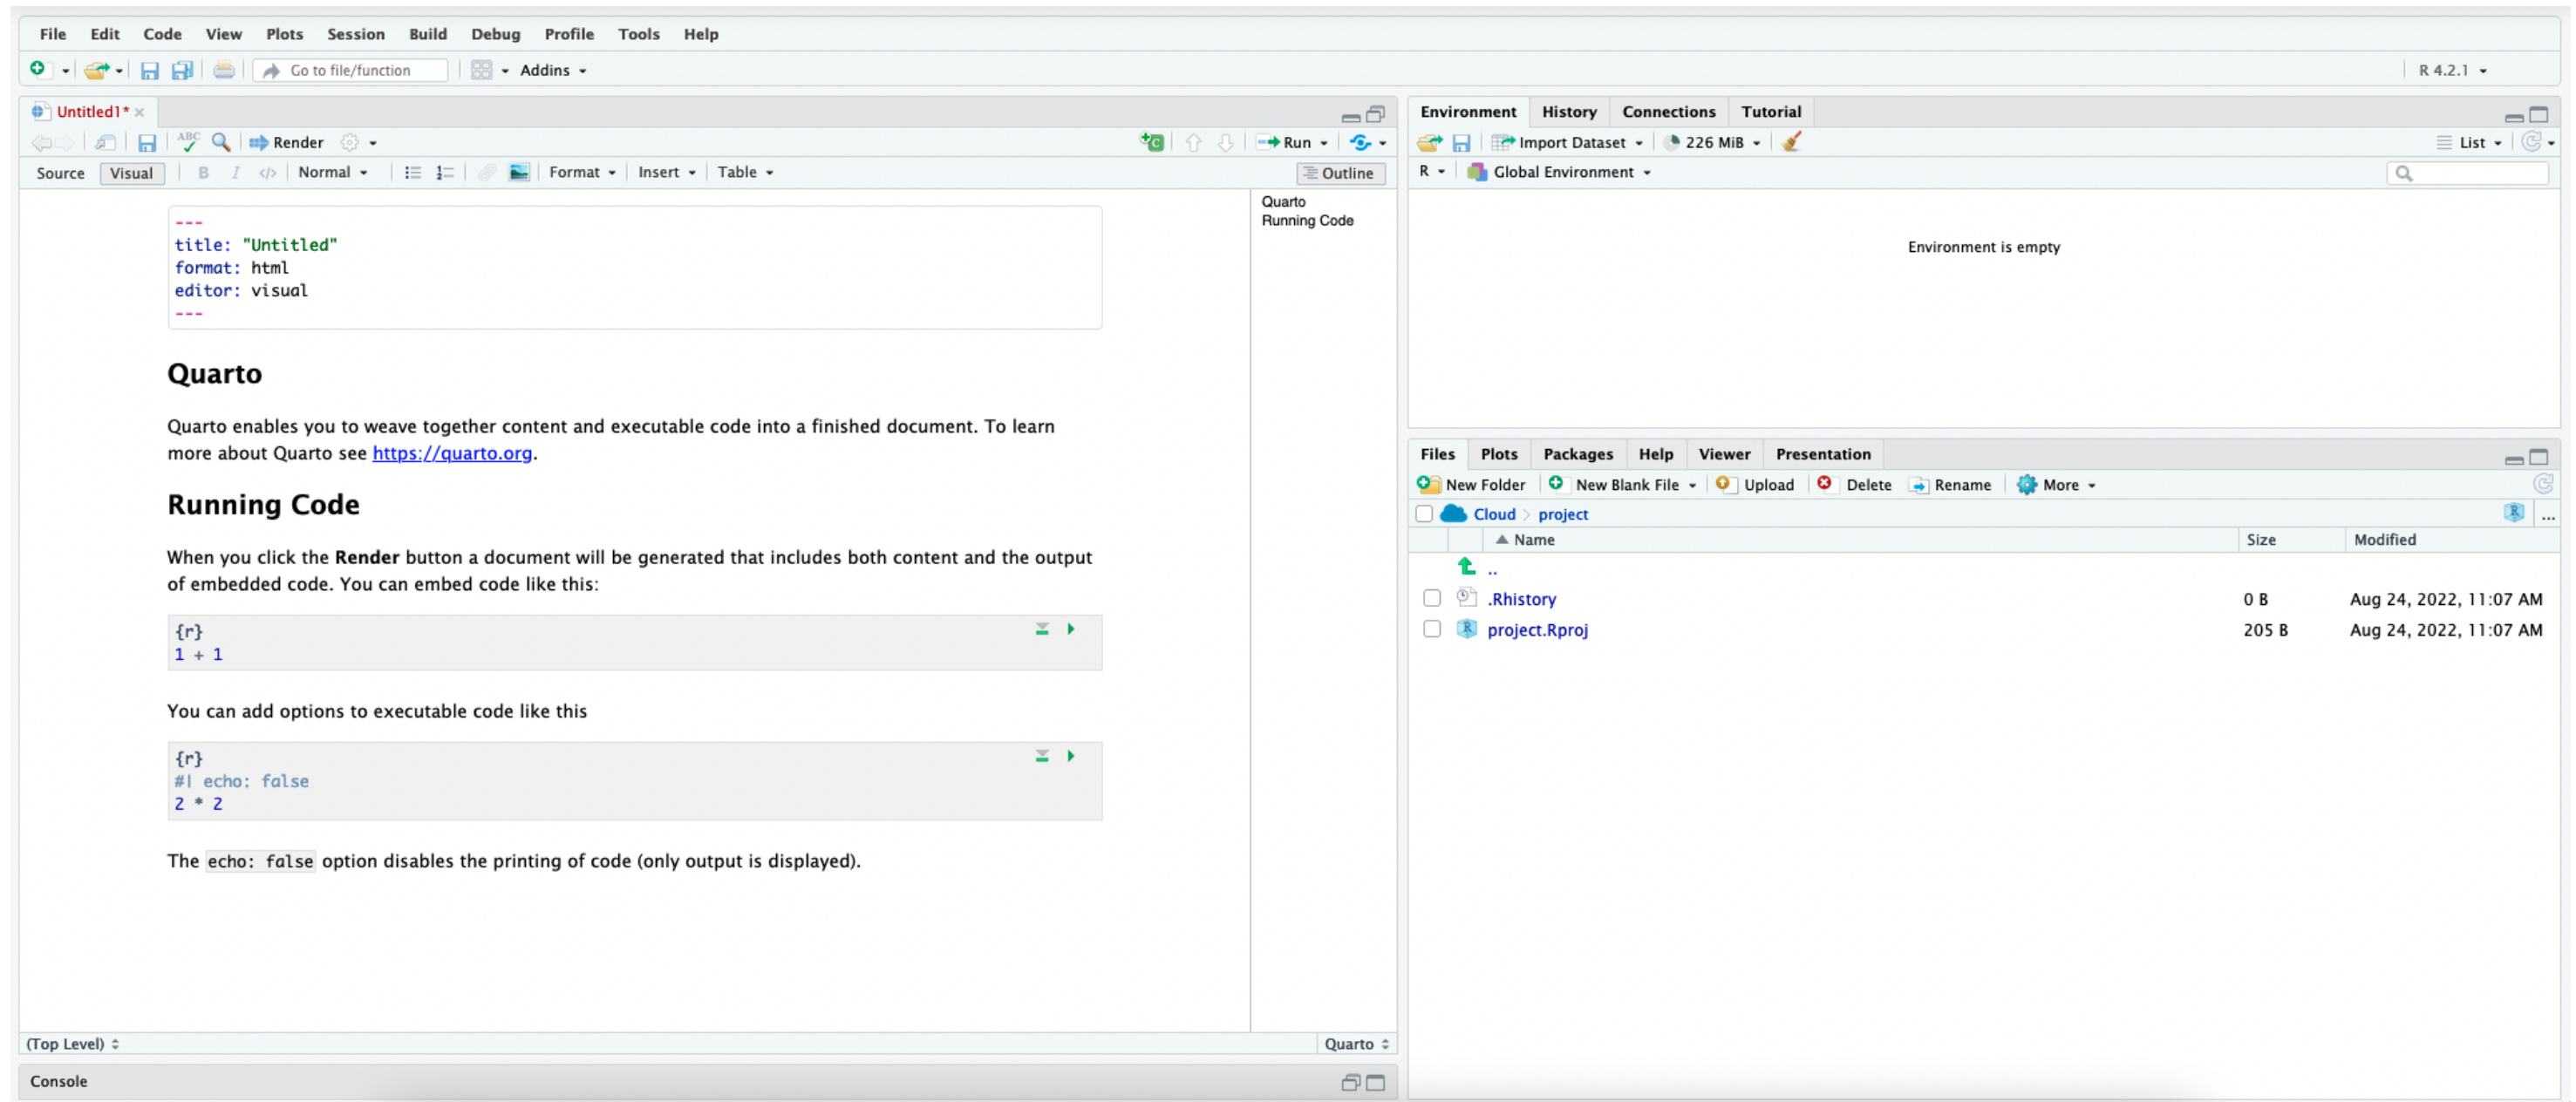 File Edit Code View Plots Session Build Debug Profile Tools Help
Go to file/function Addins R 4.2.1
Untitled1*
ABC Render Run
Source Visual B I </> Normal Format Insert Table Outline
---
title: "Untitled"
format: html
editor: visual
---
Quarto
Quarto enables you to weave together content and executable code into a finished document. To learn
more about Quarto see https://quarto.org.
Running Code
When you click the Render button a document will be generated that includes both content and the output
of embedded code. You can embed code like this:
{r}
1 + 1
You can add options to executable code like this
{r}
#| echo: false
2 * 2
The echo: false option disables the printing of code (only output is displayed).
Quarto
Running Code
(Top Level) Quarto
Console
Environment History Connections Tutorial
Import Dataset 226 MiB List
R Global Environment
Environment is empty
Files Plots Packages Help Viewer Presentation
New Folder New Blank File Upload Delete Rename More
Cloud > project R ...
Name Size Modified
..
.Rhistory 0 B Aug 24, 2022, 11:07 AM
project.Rproj 205 B Aug 24, 2022, 11:07 AM